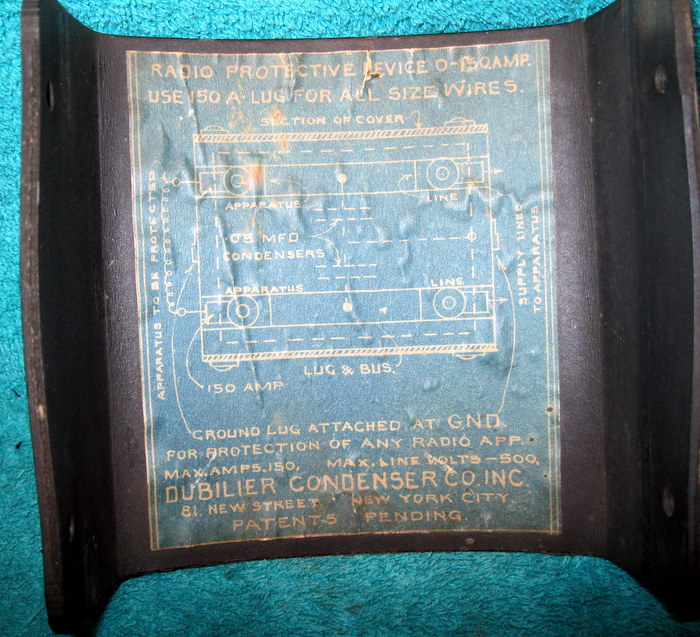 RADIO PROTECTIVE DEVICE 0-150 AMP.
USE 150 A. LUG FOR ALL SIZE WIRES.
SECTION OF COVER
APPARATUS
LINE
.05 MFD
CONDENSERS
APPARATUS
LINE
APPARATUS TO BE PROTECTED
SUPPLY LINES
TO APPARATUS
LUG & BUS.
150 AMP
GROUND LUG ATTACHED AT GND.
FOR PROTECTION OF ANY RADIO APP.
MAX. AMPS. 150, MAX. LINE VOLTS-500.
DUBILIER CONDENSER CO. INC.
81. NEW STREET. NEW YORK CITY.
PATENTS PENDING.